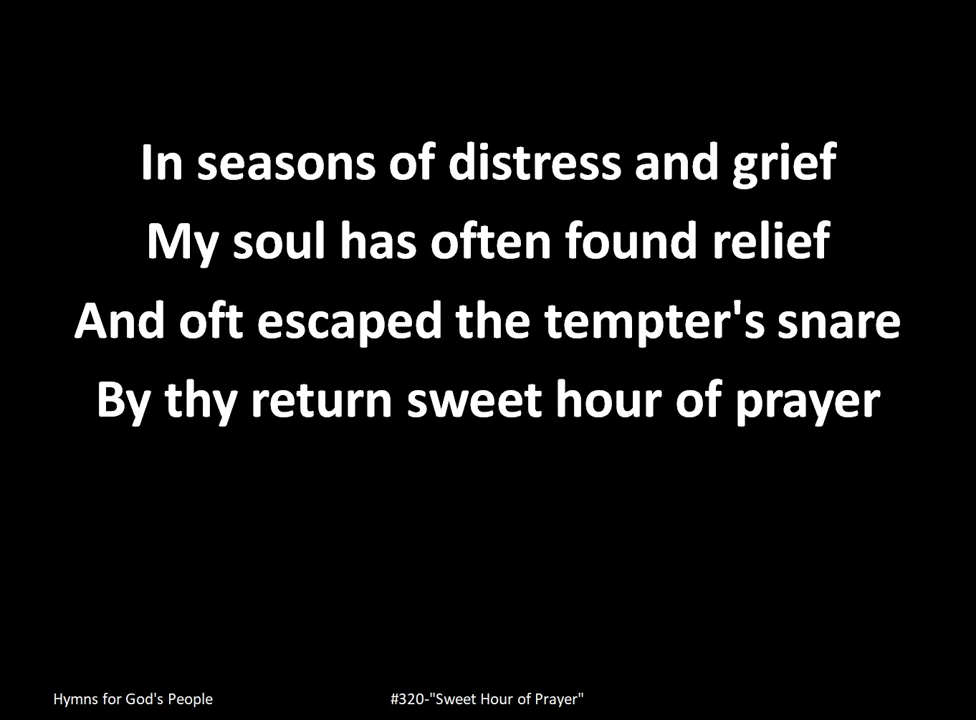 In seasons of distress and grief
My soul has often found relief
And oft escaped the tempter's snare
By thy return sweet hour of prayer
Hymns for God's People
#320-"Sweet Hour of Prayer"